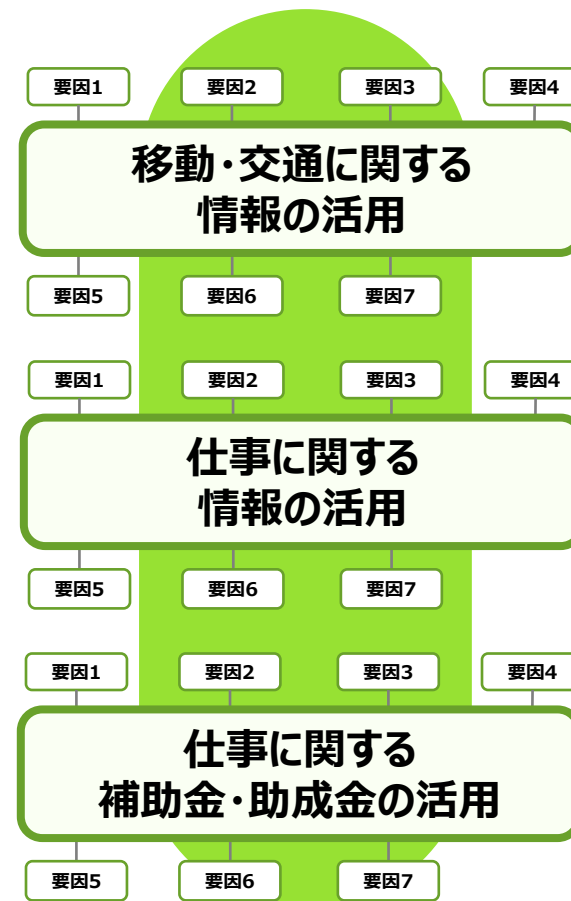 要因1 要因2 要因3 要因4
移動・交通に関する
情報の活用
要因5 要因6 要因7
要因1 要因2 要因3 要因4
仕事に関する
情報の活用
要因5 要因6 要因7
要因1 要因2 要因3 要因4
仕事に関する
補助金・助成金の活用
要因5 要因6 要因7